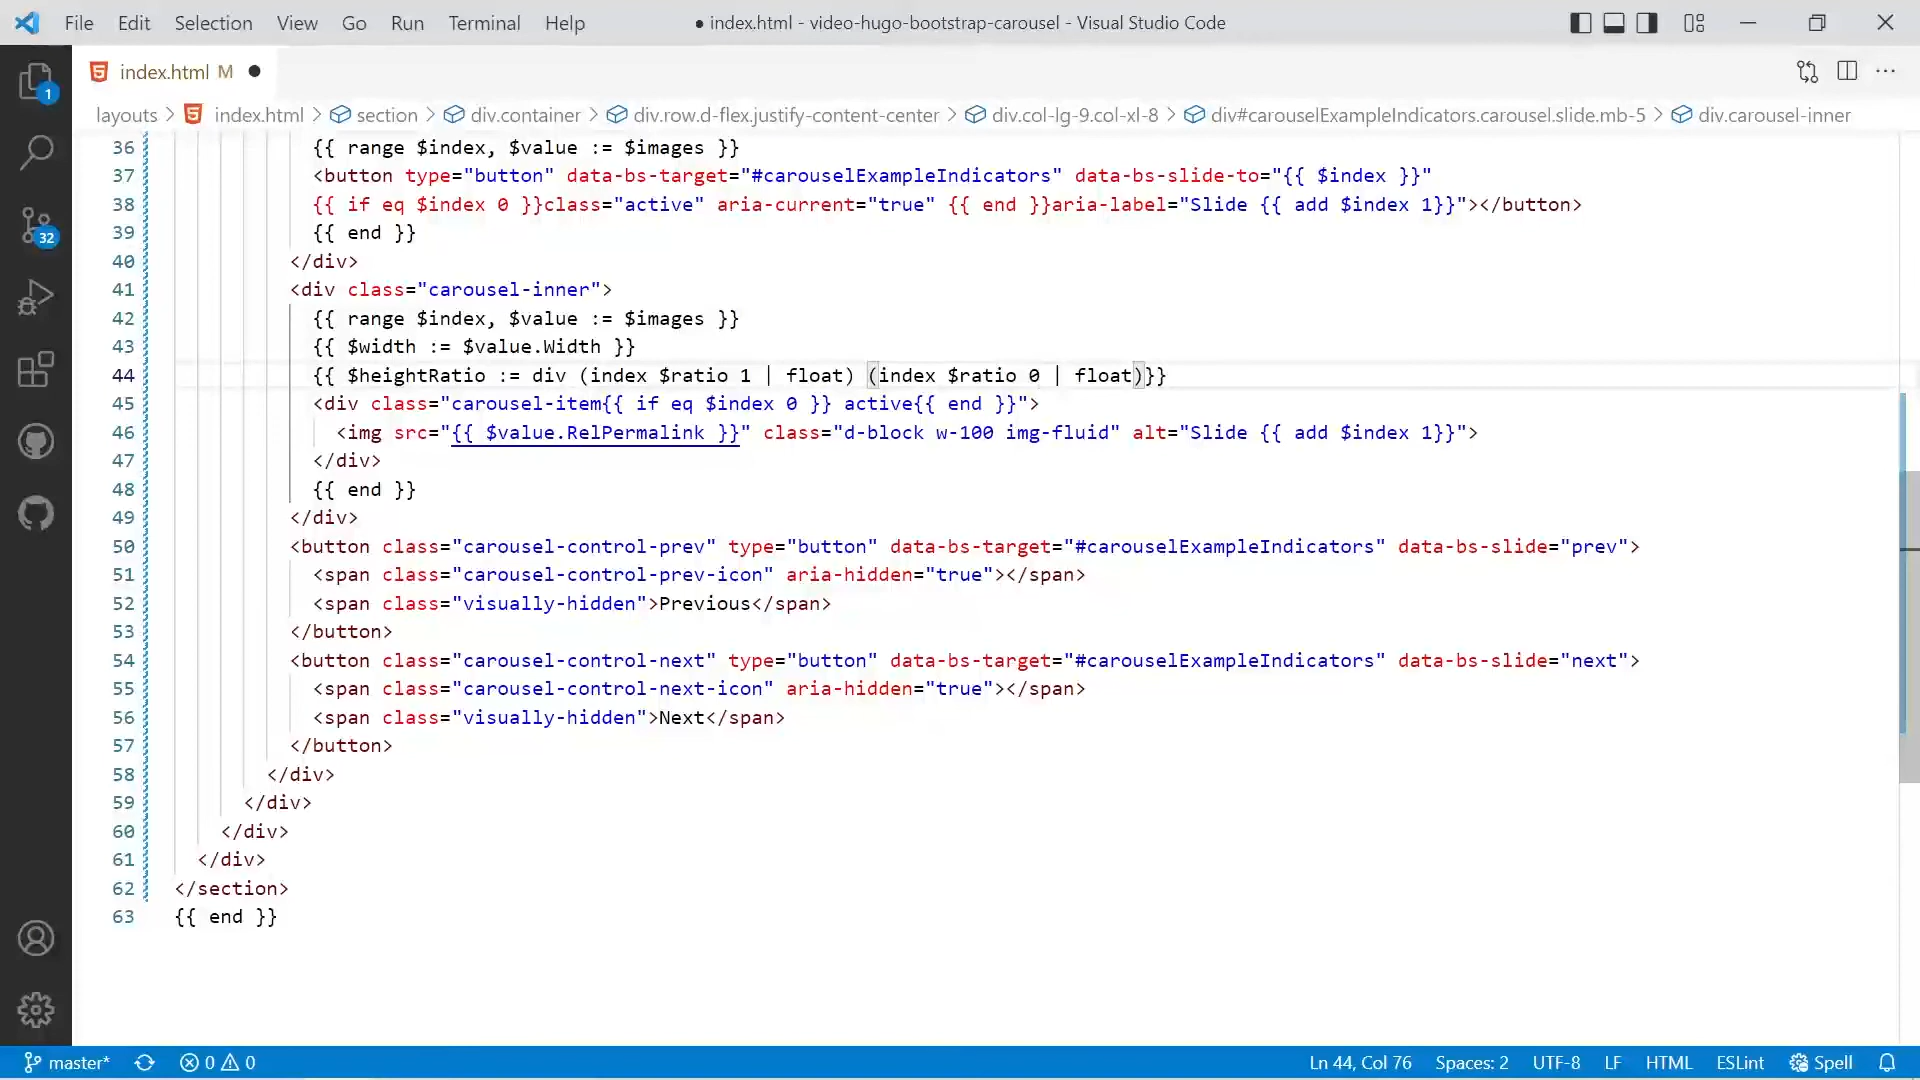 File Edit Selection View Go Run Terminal Help ● index.html - video-hugo-bootstrap-carousel - Visual Studio Code
index.html M ●
layouts > index.html > section > div.container > div.row.d-flex.justify-content-center > div.col-lg-9.col-xl-8 > div#carouselExampleIndicators.carousel.slide.mb-5 > div.carousel-inner
1
32
36 {{ range $index, $value := $images }}
37 <button type="button" data-bs-target="#carouselExampleIndicators" data-bs-slide-to="{{ $index }}"
38 {{ if eq $index 0 }}class="active" aria-current="true" {{ end }}aria-label="Slide {{ add $index 1}}"></button>
39 {{ end }}
40 </div>
41 <div class="carousel-inner">
42 {{ range $index, $value := $images }}
43 {{ $width := $value.Width }}
44 {{ $heightRatio := div (index $ratio 1 | float) (index $ratio 0 | float)}}
45 <div class="carousel-item{{ if eq $index 0 }} active{{ end }}">
46 <img src="{{ $value.RelPermalink }}" class="d-block w-100 img-fluid" alt="Slide {{ add $index 1}}">
47 </div>
48 {{ end }}
49 </div>
50 <button class="carousel-control-prev" type="button" data-bs-target="#carouselExampleIndicators" data-bs-slide="prev">
51 <span class="carousel-control-prev-icon" aria-hidden="true"></span>
52 <span class="visually-hidden">Previous</span>
53 </button>
54 <button class="carousel-control-next" type="button" data-bs-target="#carouselExampleIndicators" data-bs-slide="next">
55 <span class="carousel-control-next-icon" aria-hidden="true"></span>
56 <span class="visually-hidden">Next</span>
57 </button>
58 </div>
59 </div>
60 </div>
61 </div>
62 </section>
63 {{ end }}
master* 0 0 Ln 44, Col 76 Spaces: 2 UTF-8 LF HTML ESLint Spell